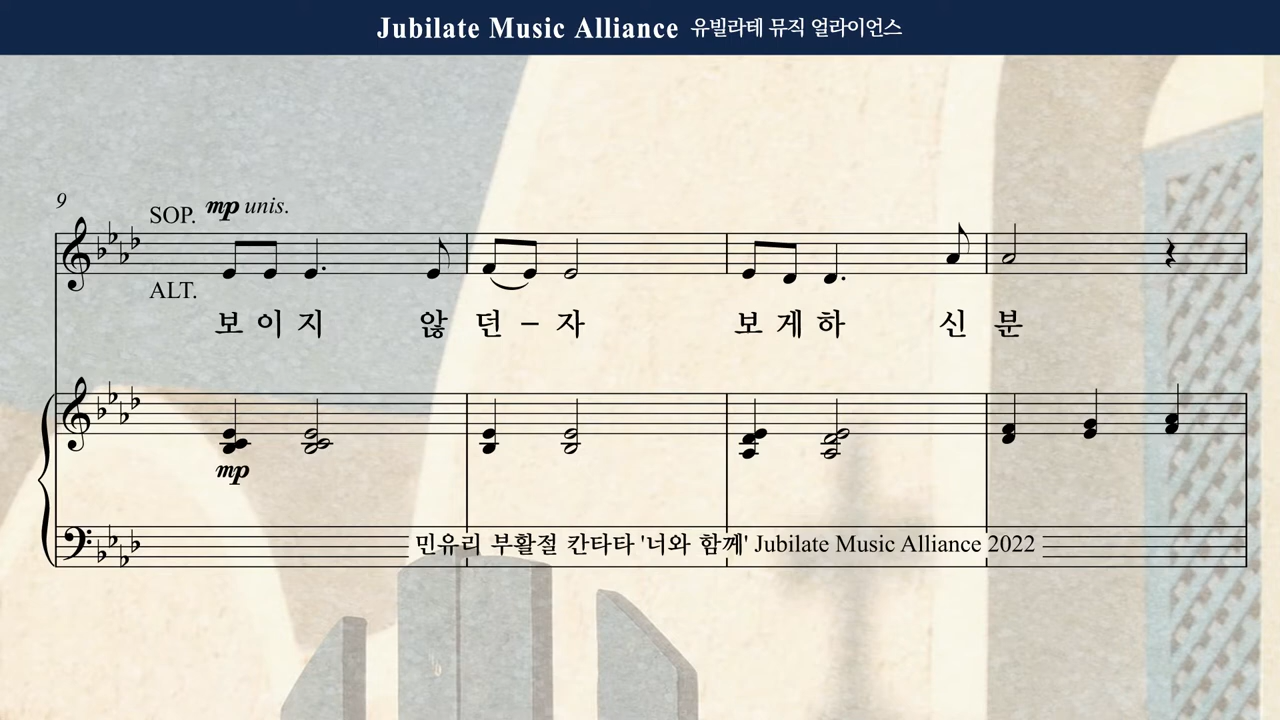 Jubilate Music Alliance 유빌라테 뮤직 얼라이언스
9
SOP. mp unis.
ALT.
보 이 지 않 던 – 자 보 게 하 신 분
mp
민유리 부활절 칸타타 '너와 함께' Jubilate Music Alliance 2022